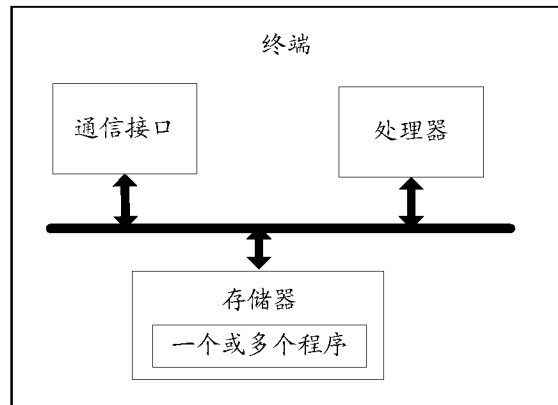 终端
通信接口
处理器
存储器
一个或多个程序